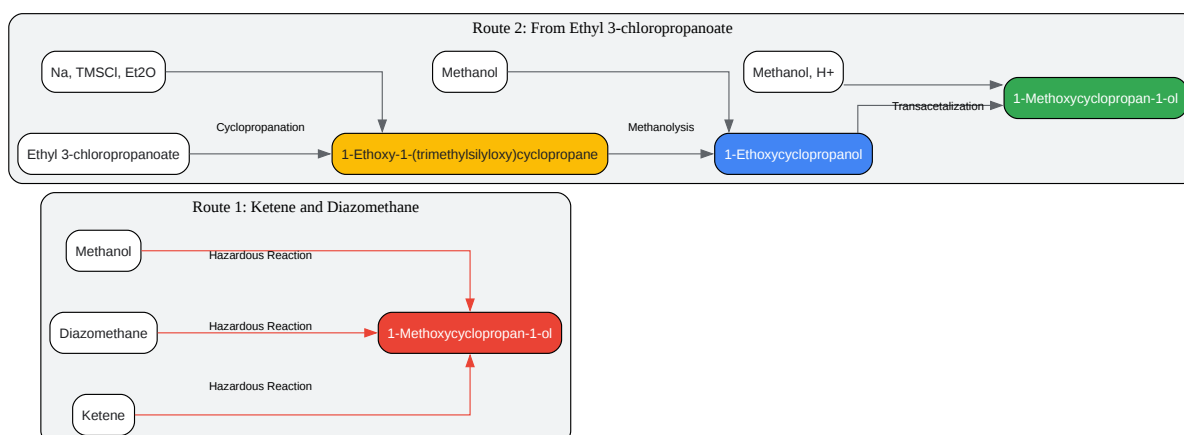 Route 2: From Ethyl 3-chloropropanoate
Na, TMSCl, Et2O
Methanol
Methanol, H+
1-Methoxycyclopropan-1-ol
Transacetalization
Cyclopropanation
Methanolysis
Ethyl 3-chloropropanoate
1-Ethoxy-1-(trimethylsilyloxy)cyclopropane
1-Ethoxycyclopropanol
Route 1: Ketene and Diazomethane
Methanol
Hazardous Reaction
Diazomethane
Hazardous Reaction
1-Methoxycyclopropan-1-ol
Hazardous Reaction
Ketene